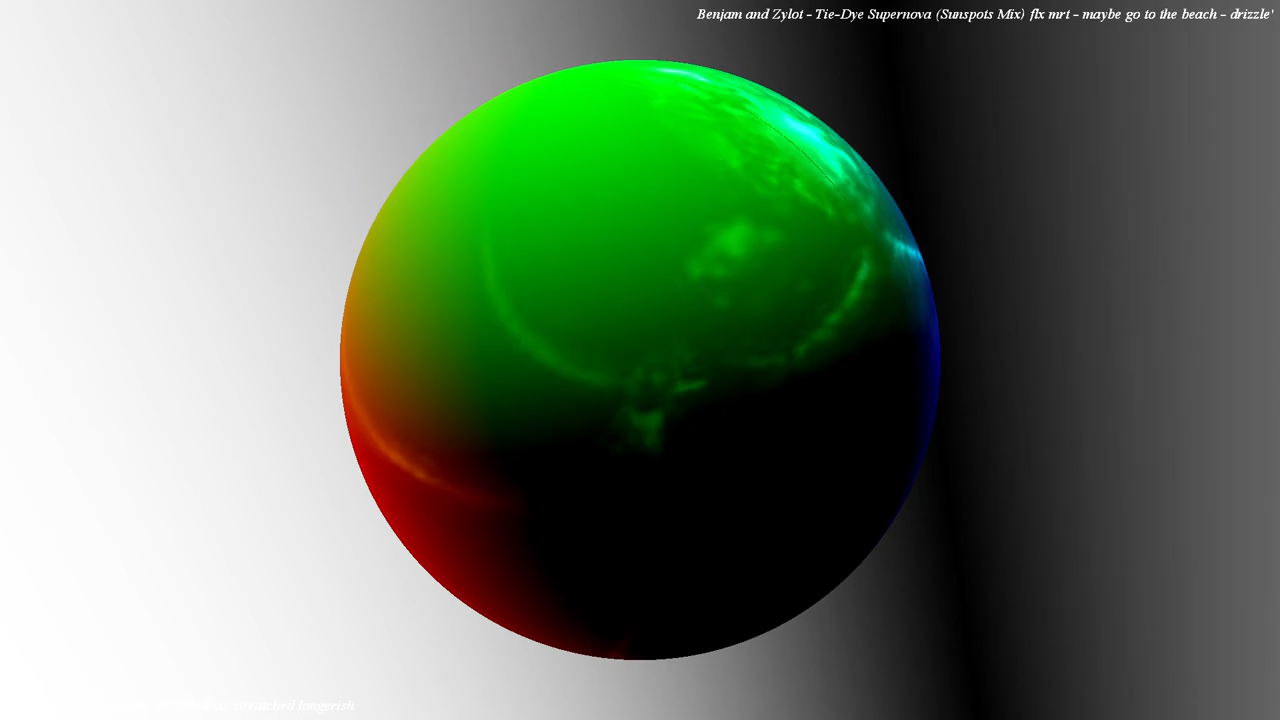 Benjam and Zylot - Tie-Dye Supernova (Sunspots Mix) flx mrt - maybe go to the beach - drizzle'
stretched longerish